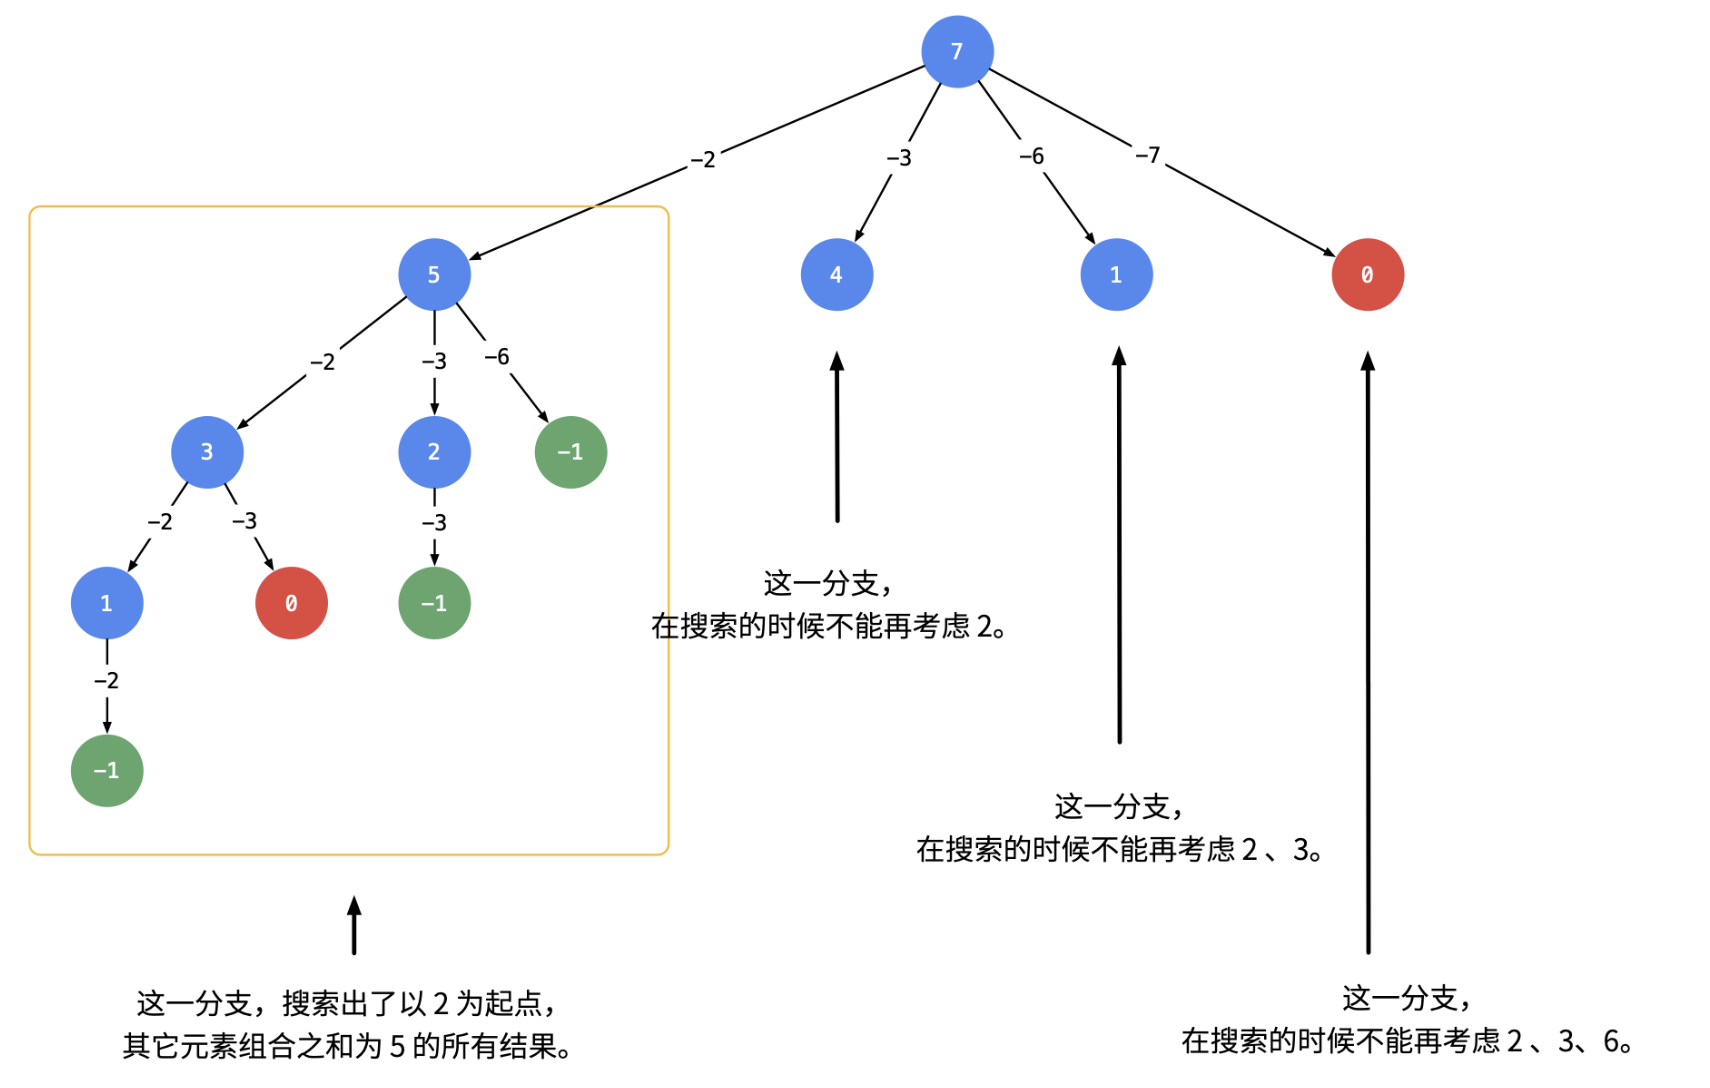 7
-2
-3
-6
-7
5
4
1
0
-2
-3
-6
3
2
-1
-2
-3
-3
1
0
-1
-2
-1
这一分支，
在搜索的时候不能再考虑 2。
这一分支，
在搜索的时候不能再考虑 2 、3。
这一分支，搜索出了以 2 为起点，
其它元素组合之和为 5 的所有结果。
这一分支，
在搜索的时候不能再考虑 2 、3、6。